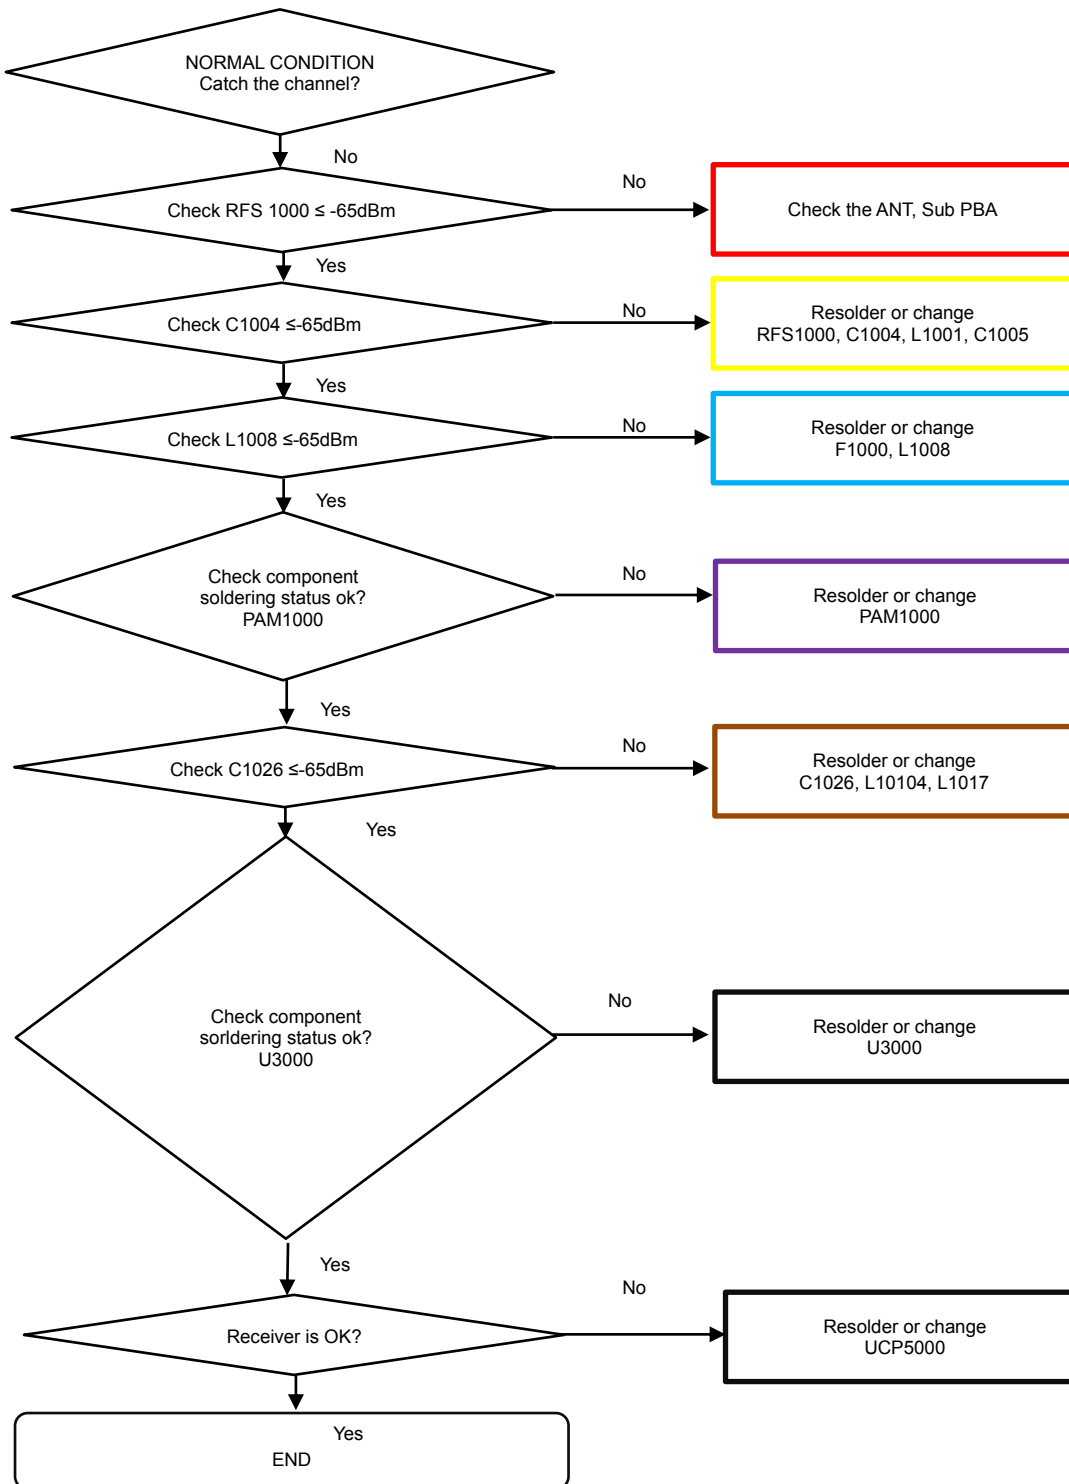 NORMAL CONDITION
Catch the channel?
No
Check RFS 1000 ≤ -65dBm
No
Check the ANT, Sub PBA
Yes
Check C1004 ≤-65dBm
No
Resolder or change
RFS1000, C1004, L1001, C1005
Yes
Check L1008 ≤-65dBm
No
Resolder or change
F1000, L1008
Yes
Check component
soldering status ok?
PAM1000
No
Resolder or change
PAM1000
Yes
Check C1026 ≤-65dBm
No
Resolder or change
C1026, L10104, L1017
Yes
Check component
sorldering status ok?
U3000
No
Resolder or change
U3000
Yes
Receiver is OK?
No
Resolder or change
UCP5000
Yes
END